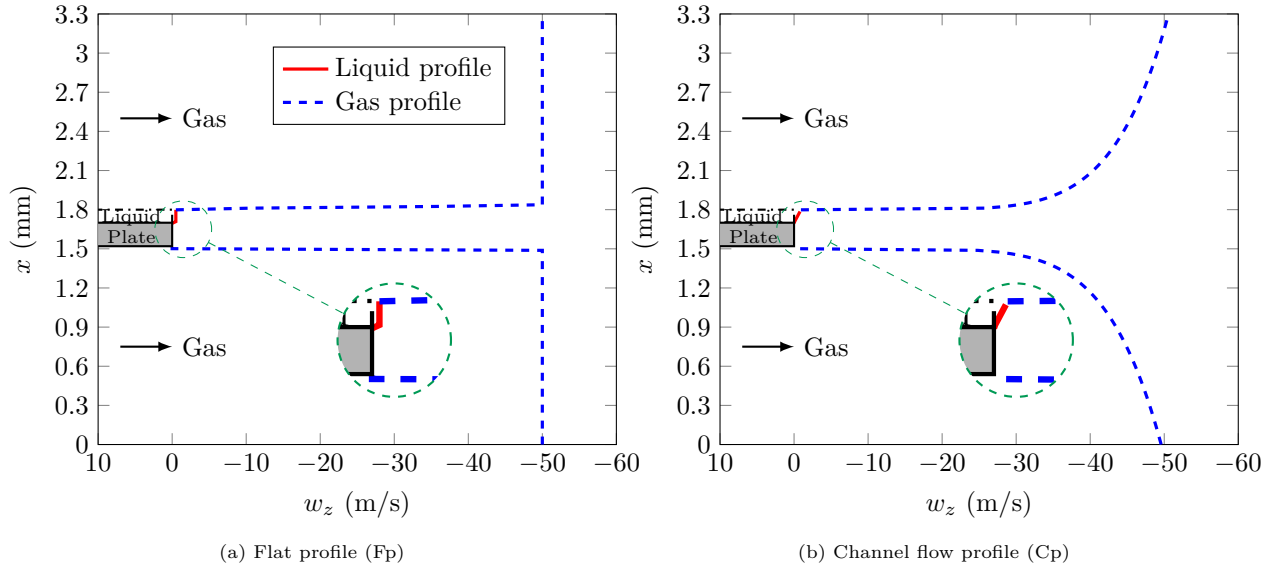 3.3
3
2.7
2.4
2.1
1.8
1.5
1.2
0.9
0.6
0.3
0
x (mm)
Liquid profile
Gas profile
Gas
Liquid
Plate
Gas
10 0 −10 −20 −30 −40 −50 −60
w_z (m/s)
(a) Flat profile (Fp)
3.3
3
2.7
2.4
2.1
1.8
1.5
1.2
0.9
0.6
0.3
0
x (mm)
Gas
Liquid
Plate
Gas
10 0 −10 −20 −30 −40 −50 −60
w_z (m/s)
(b) Channel flow profile (Cp)